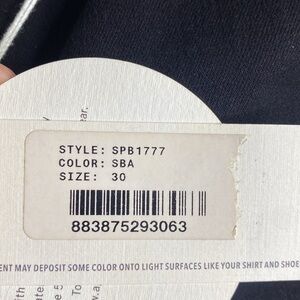 ear.
STYLE: SPB1777
COLOR: SBA
SIZE: 30
883875293063
ENT MAY DEPOSIT SOME COLOR ONTO LIGHT SURFACES LIKE YOUR SHIRT AND SHOE